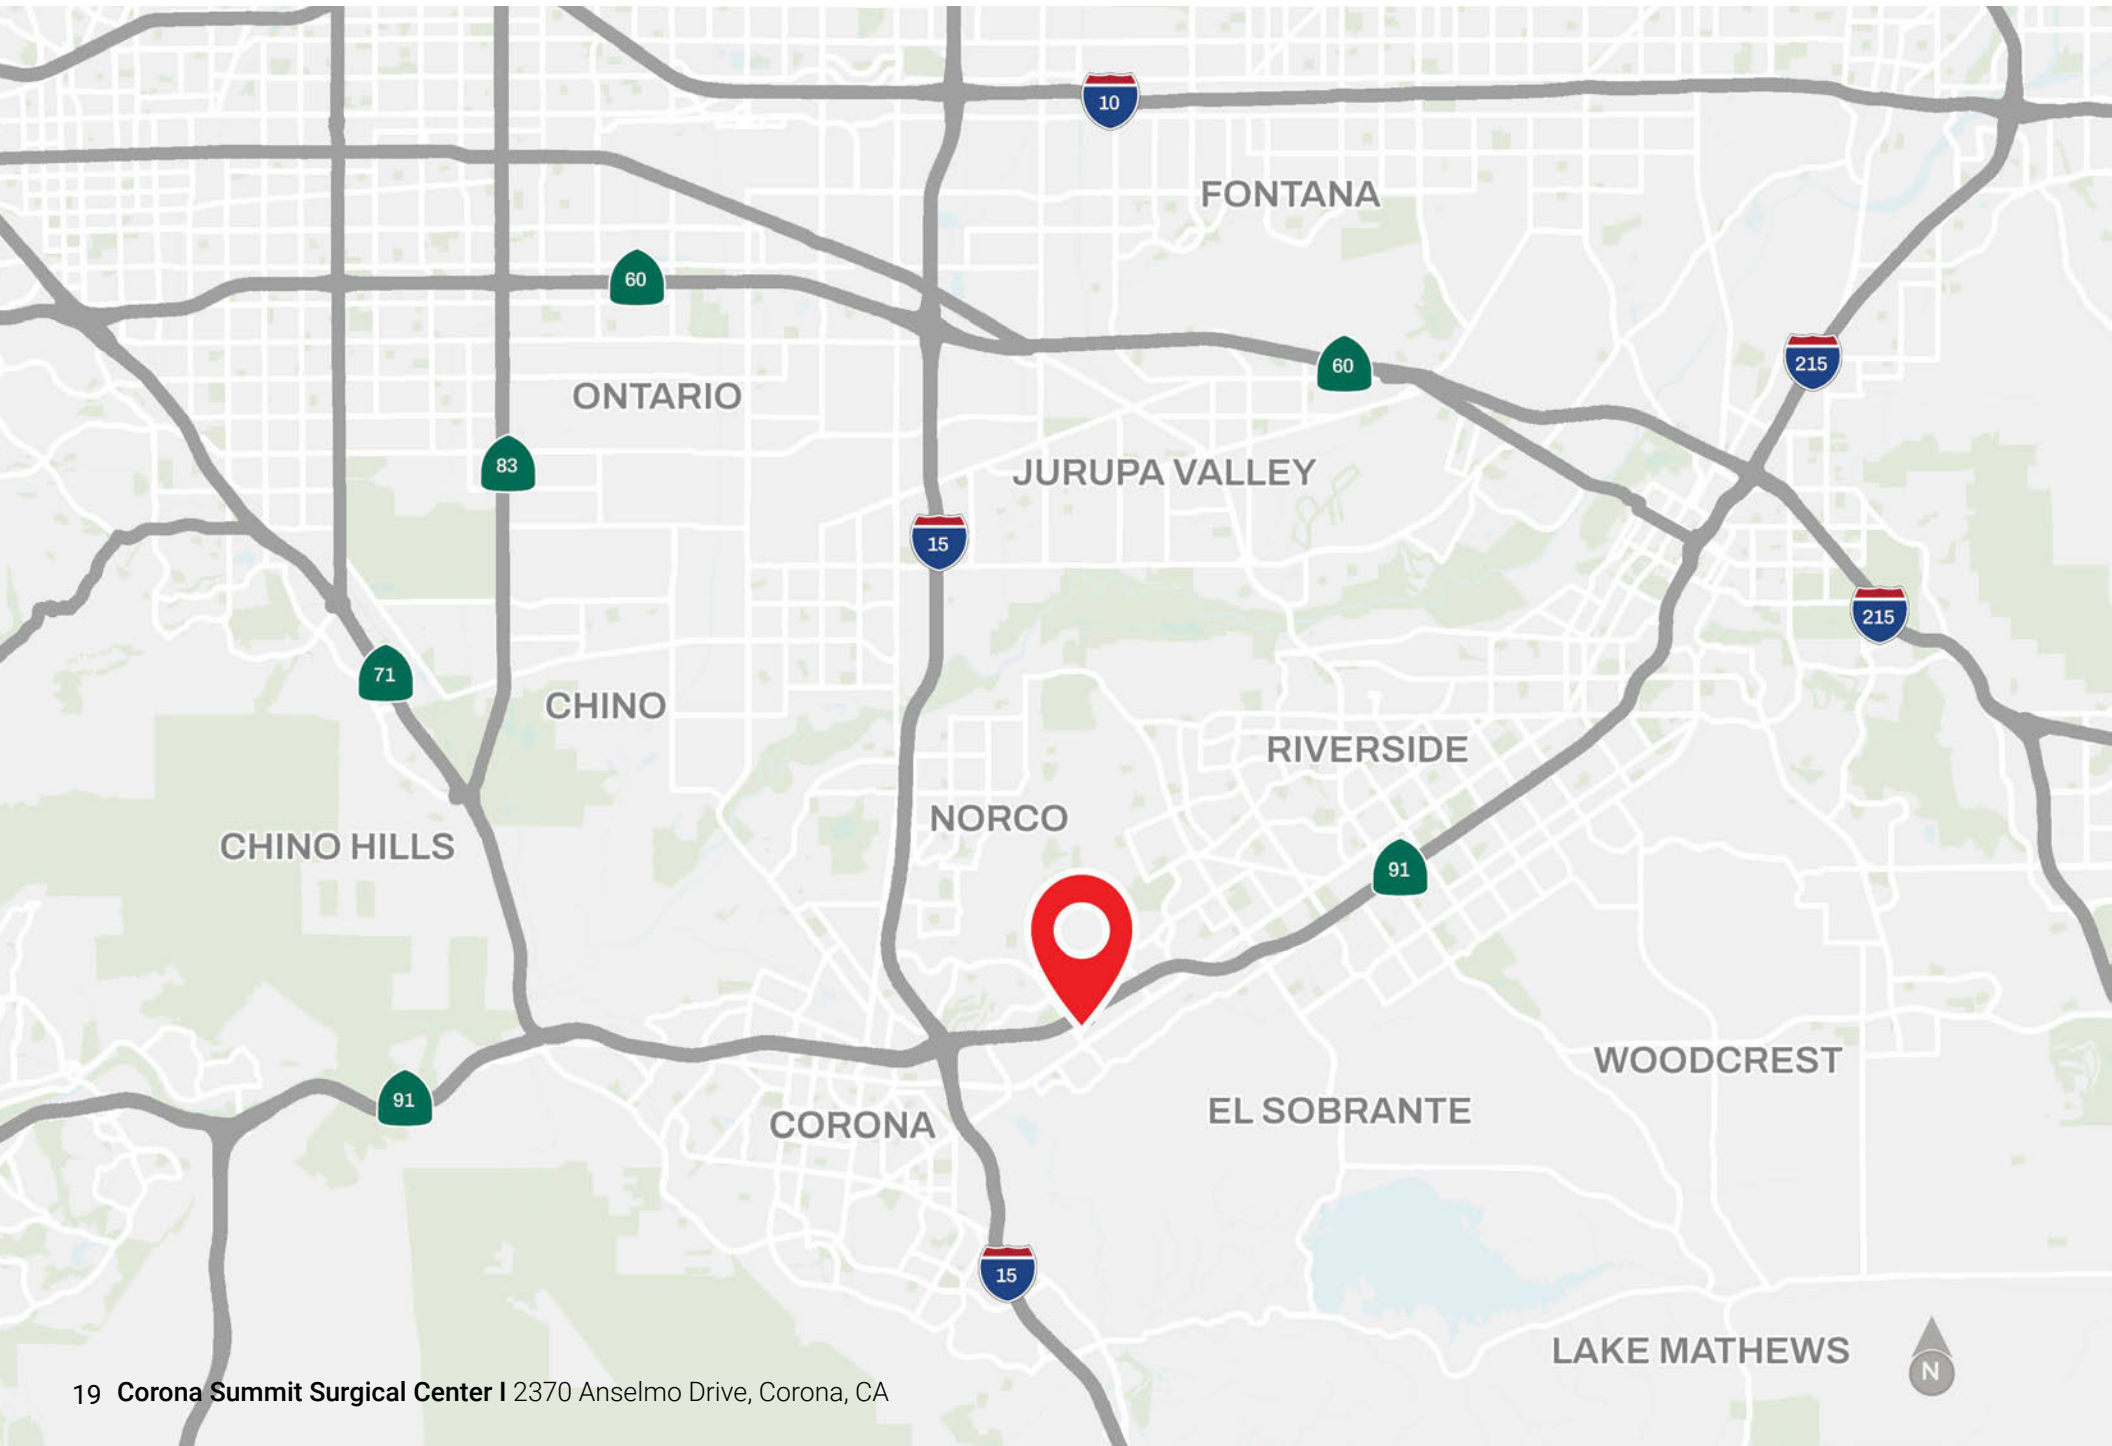 10
FONTANA
60
60
215
ONTARIO
83
JURUPA VALLEY
15
215
71
CHINO
RIVERSIDE
NORCO
CHINO HILLS
91
WOODCREST
91
EL SOBRANTE
CORONA
15
LAKE MATHEWS
N
19 Corona Summit Surgical Center I 2370 Anselmo Drive, Corona, CA